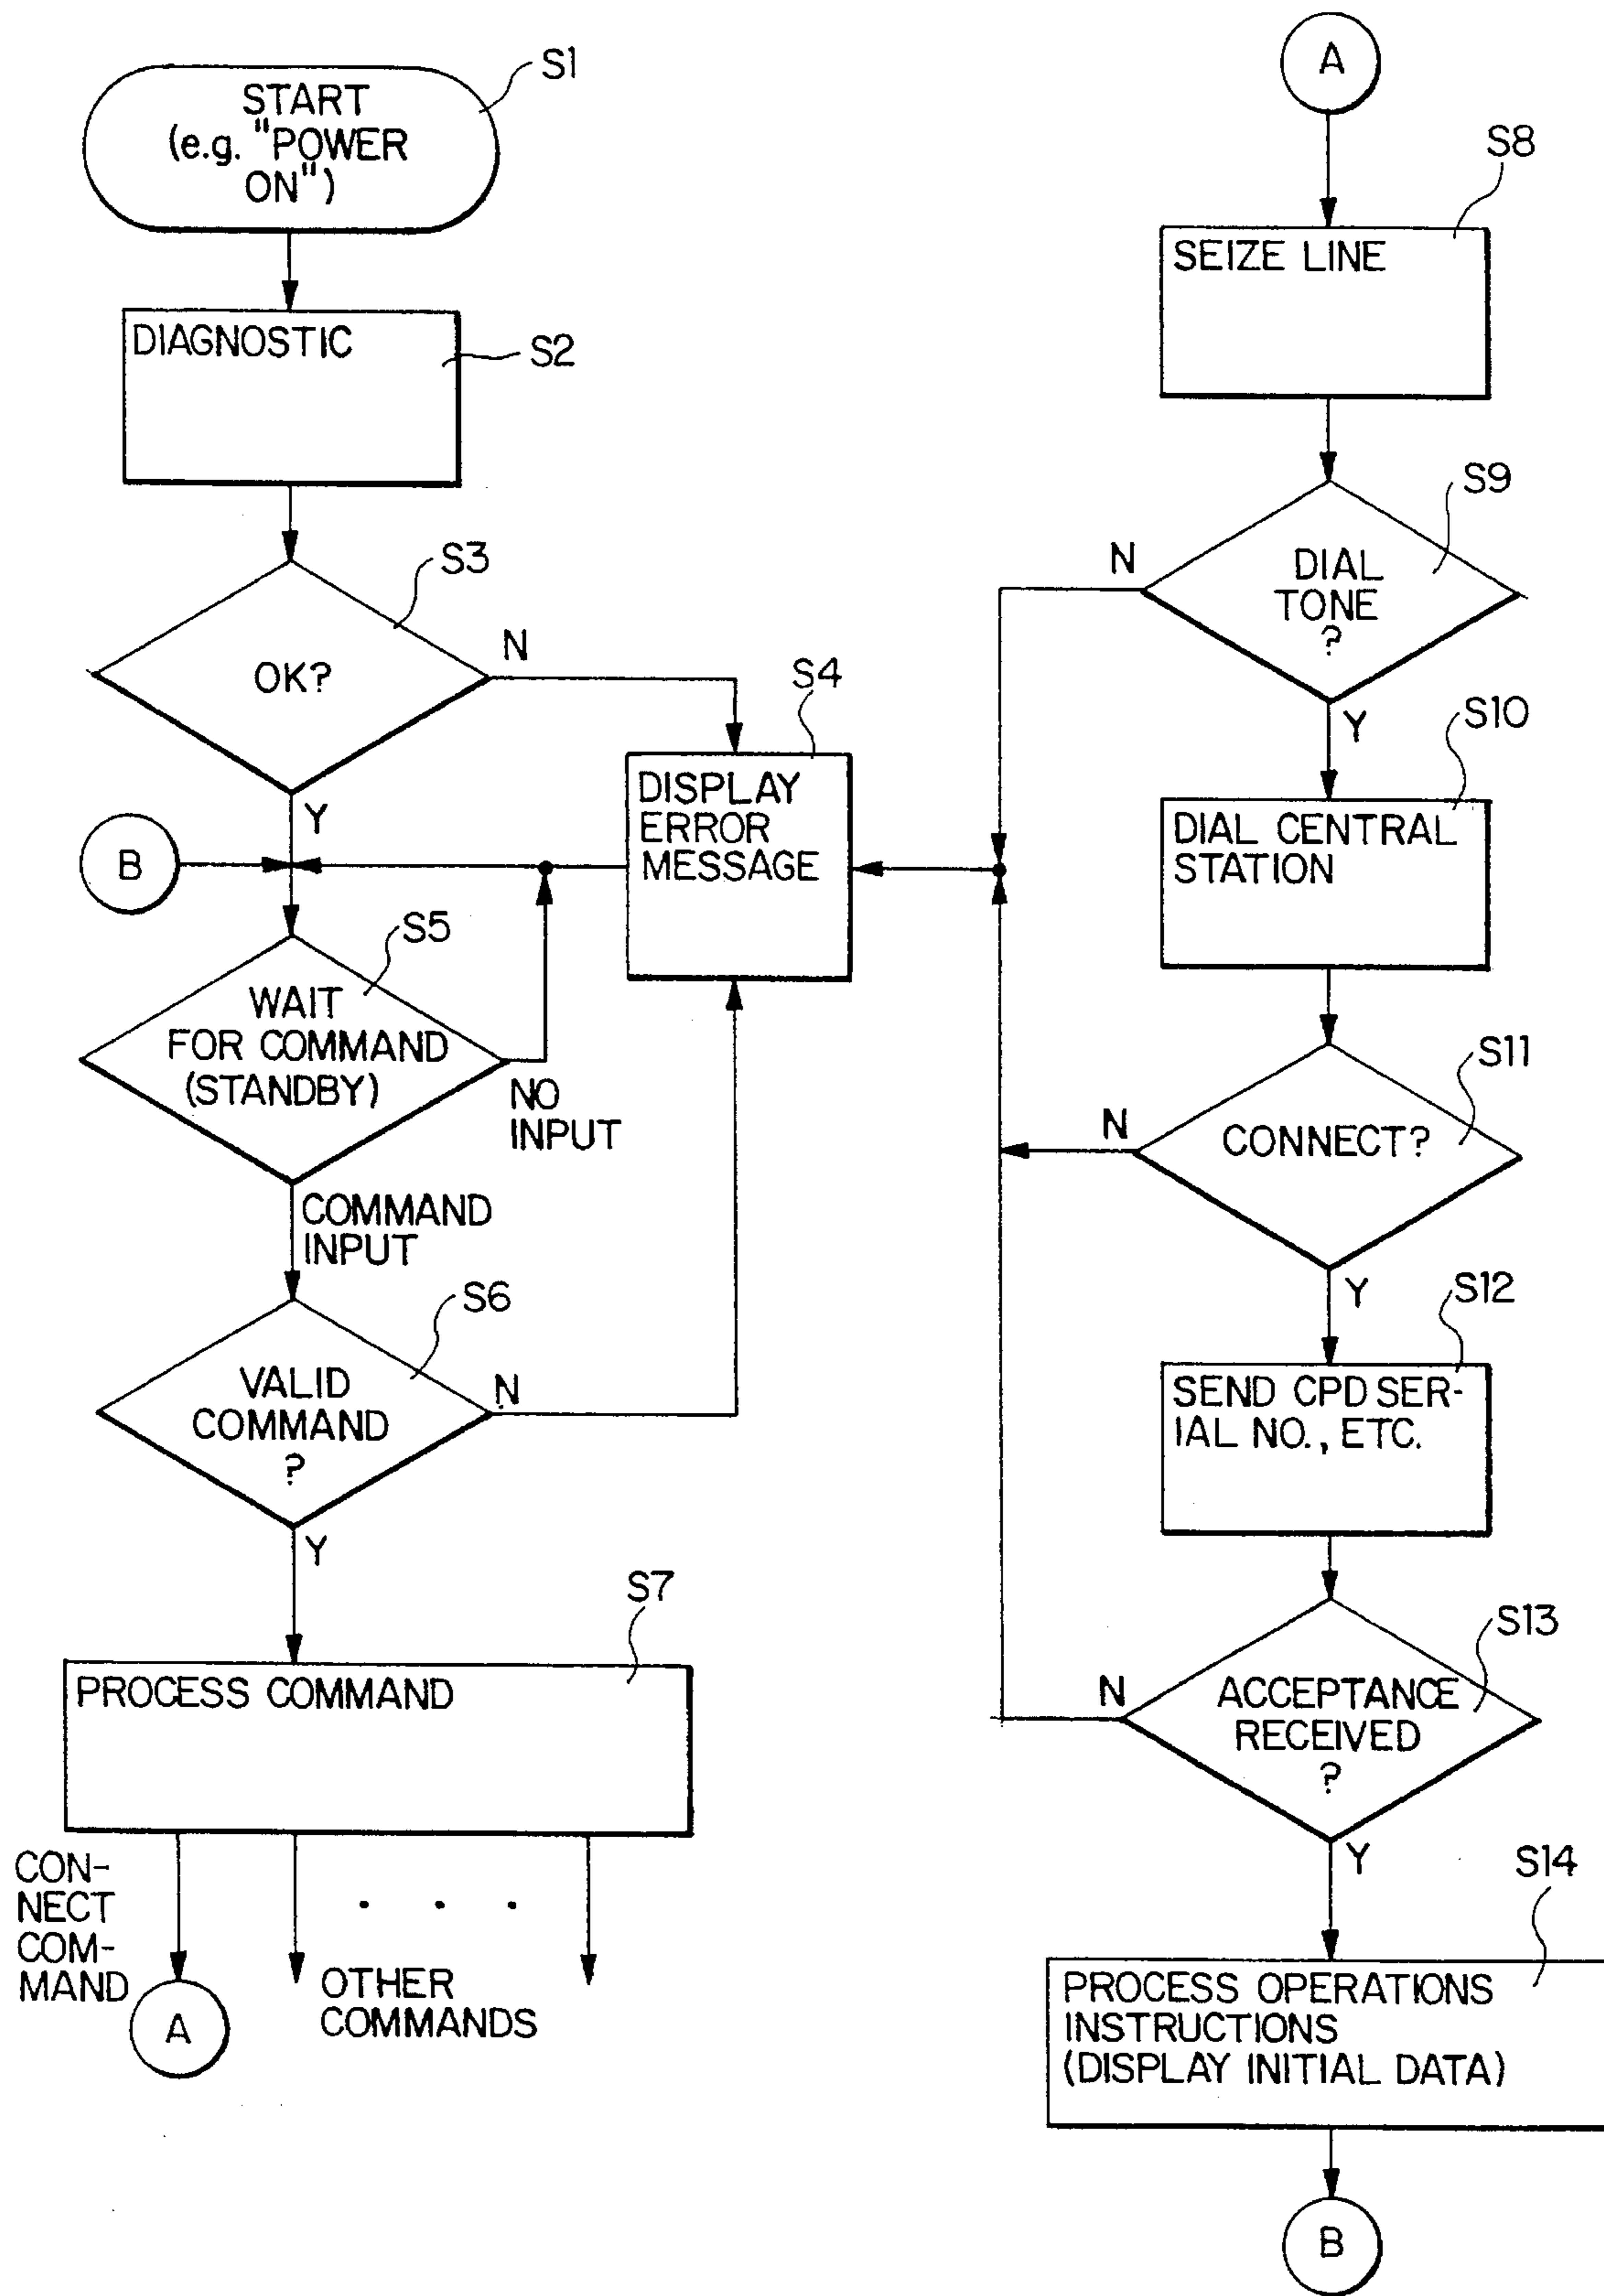 S1
START
(e.g. "POWER
ON")
DIAGNOSTIC
S2
S3
OK?
N
Y
S4
DISPLAY
ERROR
MESSAGE
B
S5
WAIT
FOR COMMAND
(STANDBY)
NO
INPUT
COMMAND
INPUT
S6
VALID
COMMAND
?
N
Y
S7
PROCESS COMMAND
CON-
NECT
COM-
MAND
A
. . .
OTHER
COMMANDS
A
S8
SEIZE LINE
S9
DIAL
TONE
?
N
Y
S10
DIAL CENTRAL
STATION
S11
CONNECT?
N
Y
S12
SEND CPD SER-
IAL NO., ETC.
S13
ACCEPTANCE
RECEIVED
?
N
Y
S14
PROCESS OPERATIONS
INSTRUCTIONS
(DISPLAY INITIAL DATA)
B